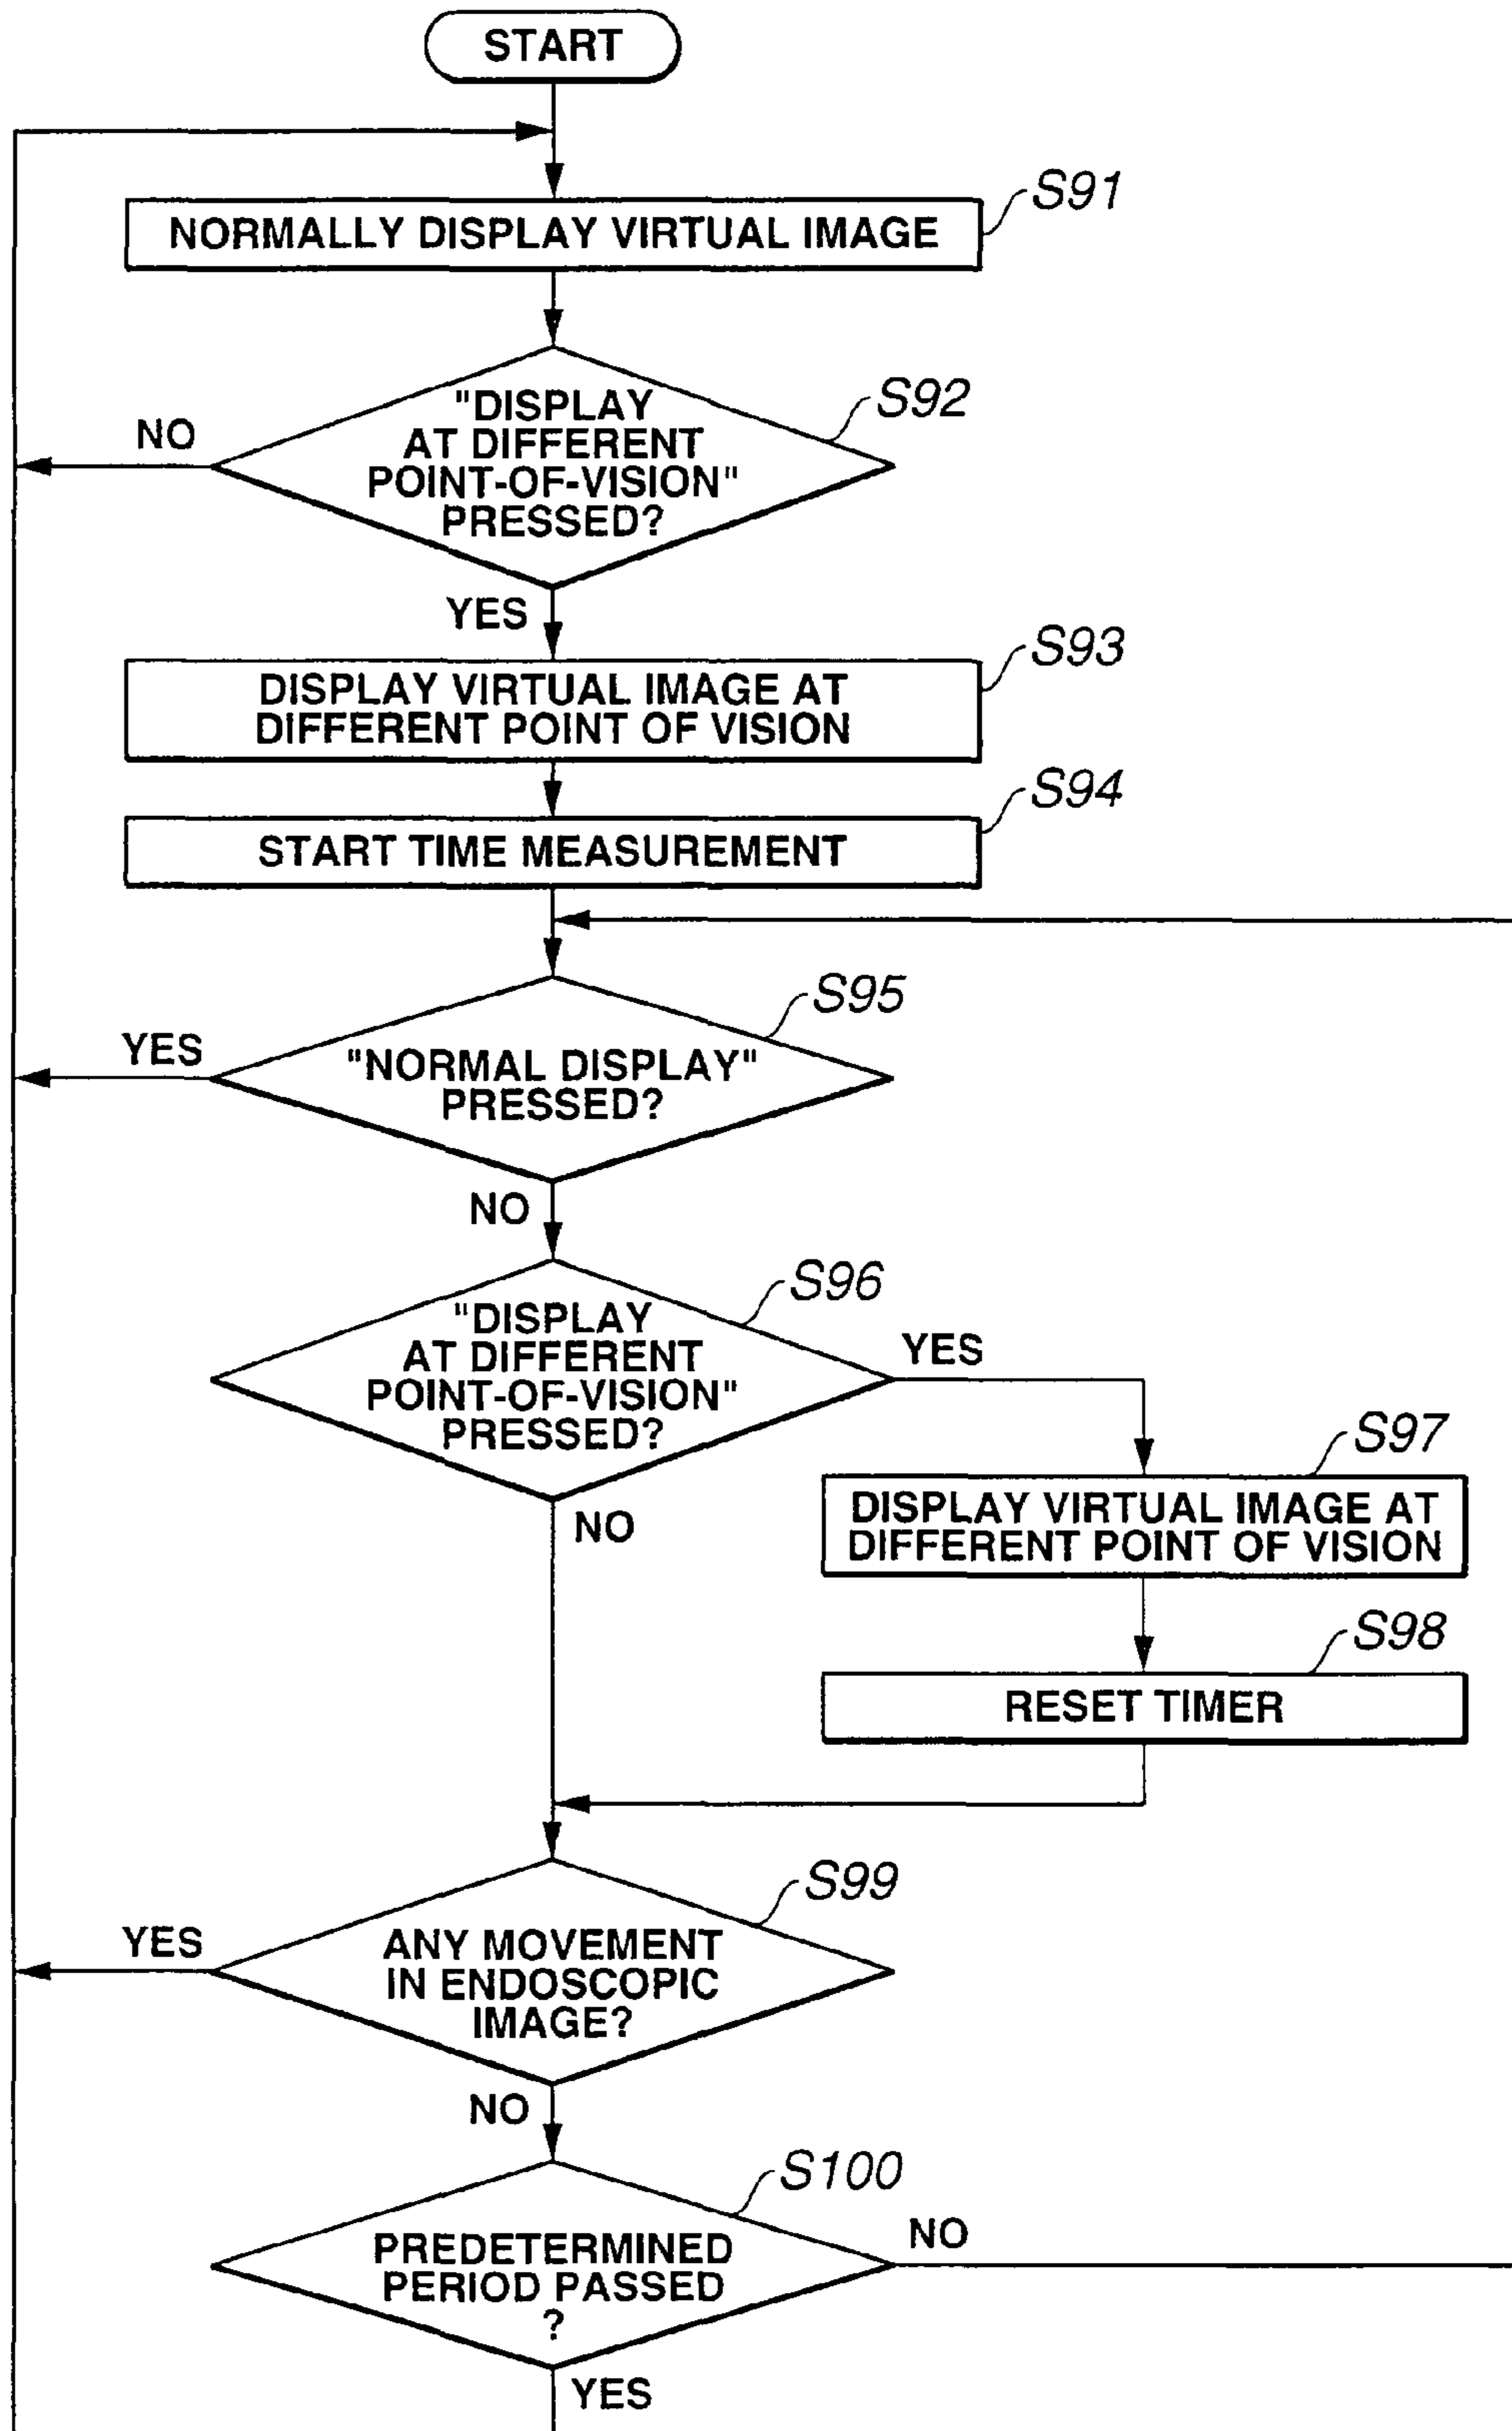 START
S91
NORMALLY DISPLAY VIRTUAL IMAGE
S92
"DISPLAY
AT DIFFERENT
POINT-OF-VISION"
PRESSED?
NO
YES
S93
DISPLAY VIRTUAL IMAGE AT
DIFFERENT POINT OF VISION
S94
START TIME MEASUREMENT
S95
YES
"NORMAL DISPLAY"
PRESSED?
NO
S96
"DISPLAY
AT DIFFERENT
POINT-OF-VISION"
PRESSED?
YES
S97
DISPLAY VIRTUAL IMAGE AT
DIFFERENT POINT OF VISION
NO
S98
RESET TIMER
S99
YES
ANY MOVEMENT
IN ENDOSCOPIC
IMAGE?
NO
S100
PREDETERMINED
PERIOD PASSED
?
NO
YES